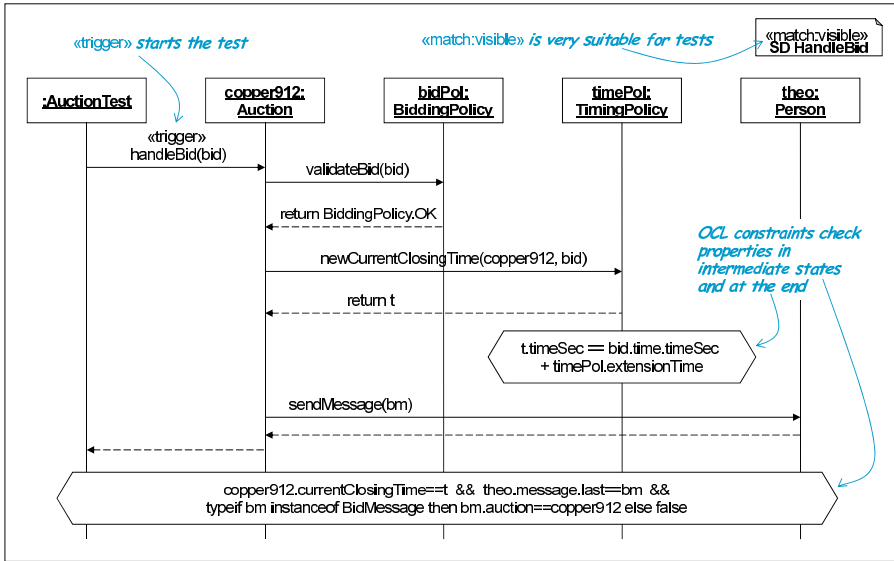 «trigger» starts the test
«match:visible» is very suitable for tests
«match:visible»
SD HandleBid
:AuctionTest
copper912:
Auction
bidPol:
BiddingPolicy
timePol:
TimingPolicy
theo:
Person
«trigger»
handleBid(bid)
validateBid(bid)
return BiddingPolicy.OK
OCL constraints check
properties in
intermediate states
and at the end
newCurrentClosingTime(copper912, bid)
return t
t.timeSec == bid.time.timeSec
+ timePol.extensionTime
sendMessage(bm)
copper912.currentClosingTime==t && theo.message.last==bm &&
typeif bm instanceof BidMessage then bm.auction==copper912 else false